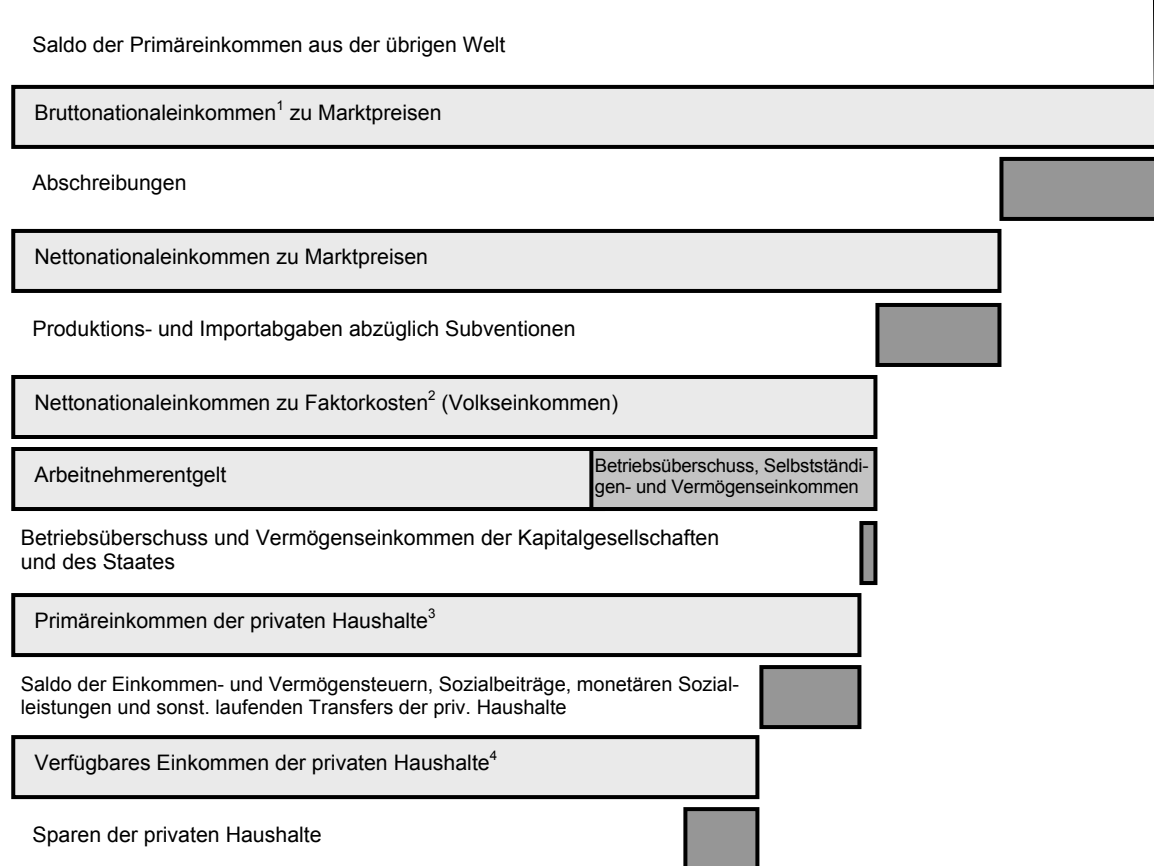 Saldo der Primäreinkommen aus der übrigen Welt
Bruttonationaleinkommen¹ zu Marktpreisen
Abschreibungen
Nettonationaleinkommen zu Marktpreisen
Produktions- und Importabgaben abzüglich Subventionen
Nettonationaleinkommen zu Faktorkosten² (Volkseinkommen)
Arbeitnehmerentgelt
Betriebsüberschuss, Selbstständi-
gen- und Vermögenseinkommen
Betriebsüberschuss und Vermögenseinkommen der Kapitalgesellschaften
und des Staates
Primäreinkommen der privaten Haushalte³
Saldo der Einkommen- und Vermögensteuern, Sozialbeiträge, monetären Sozial-
leistungen und sonst. laufenden Transfers der priv. Haushalte
Verfügbares Einkommen der privaten Haushalte⁴
Sparen der privaten Haushalte